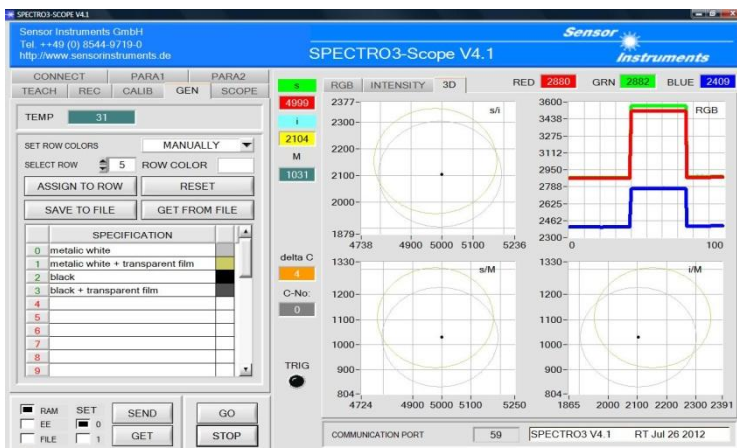 SPECTRO3-SCOPE V4.1
Sensor Instruments GmbH
Tel. ++49 (0) 8544-9719-0
http://www.sensorinstruments.de
SPECTRO3-Scope V4.1
Sensor
Instruments
CONNECT PARA1 PARA2
TEACH REC CALIB GEN SCOPE
TEMP 31
SET ROW COLORS MANUALLY
SELECT ROW 5 ROW COLOR
ASSIGN TO ROW RESET
SAVE TO FILE GET FROM FILE
SPECIFICATION
0 metalic white
1 metalic white + transparent film
2 black
3 black + transparent film
4
5
6
7
8
9
RAM SET SEND GO
EE 0
FILE 1 GET STOP
s
4999
i
2104
M
1031
delta C
4
C-No:
0
TRIG
RGB INTENSITY 3D RED 2880 GRN 2882 BLUE 2409
s/i
2377-
2300-
2200-
2100-
2000-
1879-
4738 4900 5000 5100 5236
RGB
3600-
3438-
3275-
3112-
2950-
2788-
2625-
2462-
2300-
0 100
s/M
1330-
1200-
1100-
1000-
900-
804-
4724 4900 5000 5100 5250
i/M
1330-
1200-
1100-
1000-
900-
804-
1865 2000 2100 2200 2300 2391
COMMUNICATION PORT 59 SPECTRO3 V4.1 RT Jul 26 2012